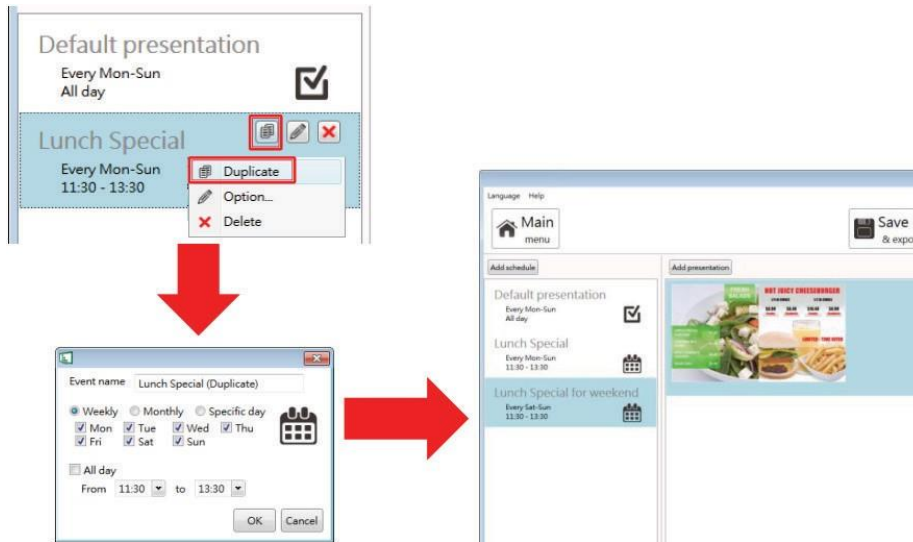 Default presentation
Every Mon-Sun
All day
Lunch Special
Every Mon-Sun
11:30 - 13:30
Duplicate
Option...
Delete
Event name Lunch Special (Duplicate)
Weekly Monthly Specific day
Mon Tue Wed Thu
Fri Sat Sun
All day
From 11:30 to 13:30
OK Cancel
Language Help
Main
menu
Save
& expo
Add schedule
Add presentation
Default presentation
Every Mon-Sun
All day
Lunch Special
Every Mon-Sun
11:30 - 13:30
Lunch Special for weekend
Every Sat-Sun
11:30 - 13:30
FRESH
SALADS
HOT JUICY CHEESEBURGER